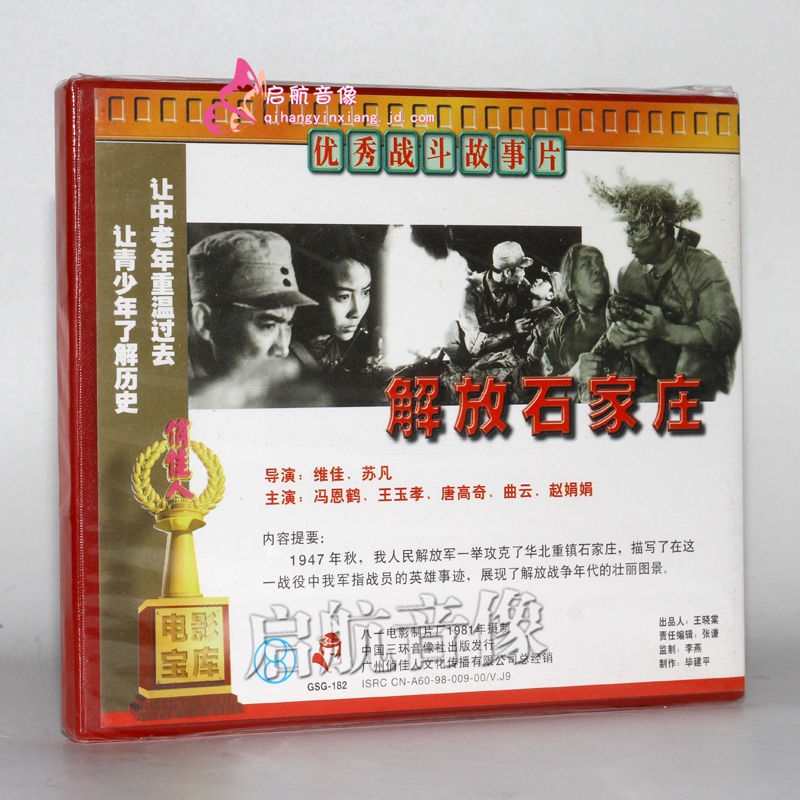 启航音像
qihangyinxiang.jd.com
优秀战斗故事片
让中老年重温过去
让青少年了解历史
解放石家庄
俏佳人
导演：维佳、苏凡
主演：冯恩鹤、王玉孝、唐高奇、曲云、赵娟娟
内容提要：
1947年秋，我人民解放军一举攻克了华北重镇石家庄，描写了在这
一战役中我军指战员的英雄事迹，展现了解放战争年代的壮丽图景。
电影
宝库
启航音像
八一电影制片厂1981年摄制
中国三环音像社出版发行
广州俏佳人文化传播有限公司总经销
GSG-182
ISRC CN-A60-98-009-00/V.J9
出品人：王晓棠
责任编辑：张谦
监制：李燕
制作：毕建平